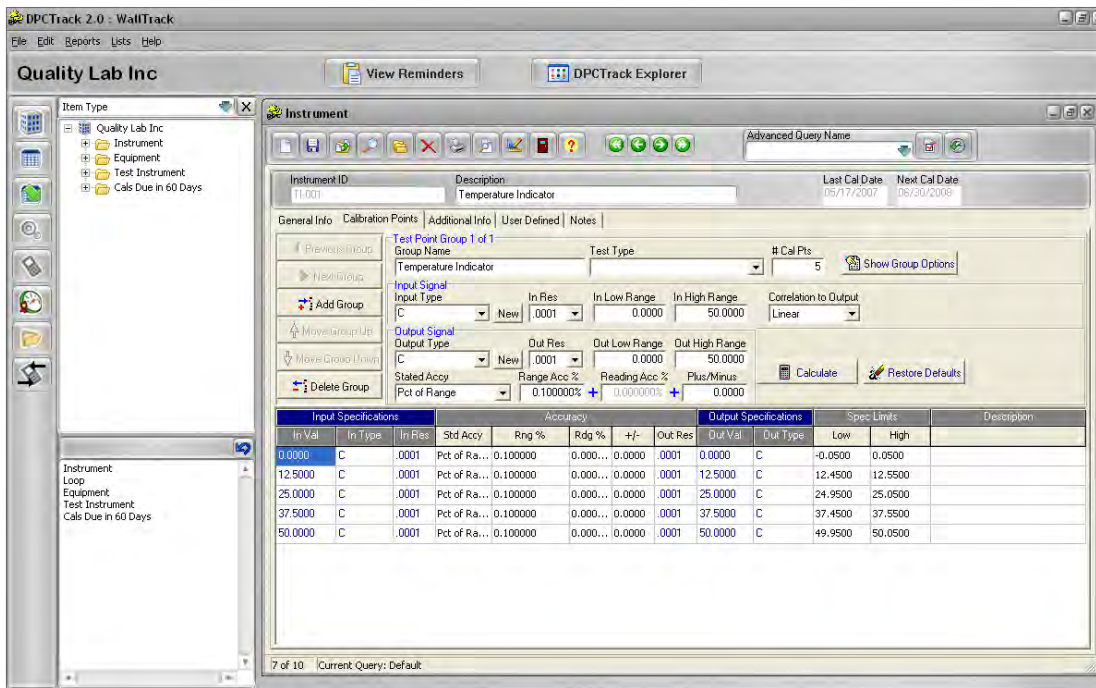 DPCTrack 2.0 : WallTrack
File Edit Reports Lists Help
Quality Lab Inc
View Reminders
DPCTrack Explorer
Item Type
Quality Lab Inc
Instrument
Equipment
Test Instrument
Cals Due in 60 Days
Instrument
Loop
Equipment
Test Instrument
Cals Due in 60 Days
Instrument
Advanced Query Name
Instrument ID Description Last Cal Date Next Cal Date
TI-001 Temperature Indicator 05/17/2007 06/30/2008
General Info Calibration Points Additional Info User Defined Notes
Previous Group
Next Group
Add Group
Move Group Up
Move Group Down
Delete Group
Test Point Group 1 of 1
Group Name Test Type # Cal Pts
Temperature Indicator 5 Show Group Options
Input Signal
Input Type In Res In Low Range In High Range Correlation to Output
C New .0001 0.0000 50.0000 Linear
Output Signal
Output Type Out Res Out Low Range Out High Range
C New .0001 0.0000 50.0000
Calculate Restore Defaults
Stated Accy Range Acc % Reading Acc % Plus/Minus
Pct of Range 0.100000% + 0.000000% + 0.0000
Input Specifications Accuracy Output Specifications Spec Limits Description
In Val In Type In Res Std Accy Rng % Rdg % +/- Out Res Out Val Out Type Low High
0.0000 C .0001 Pct of Ra... 0.100000 0.000... 0.0000 .0001 0.0000 C -0.0500 0.0500
12.5000 C .0001 Pct of Ra... 0.100000 0.000... 0.0000 .0001 12.5000 C 12.4500 12.5500
25.0000 C .0001 Pct of Ra... 0.100000 0.000... 0.0000 .0001 25.0000 C 24.9500 25.0500
37.5000 C .0001 Pct of Ra... 0.100000 0.000... 0.0000 .0001 37.5000 C 37.4500 37.5500
50.0000 C .0001 Pct of Ra... 0.100000 0.000... 0.0000 .0001 50.0000 C 49.9500 50.0500
7 of 10 Current Query: Default